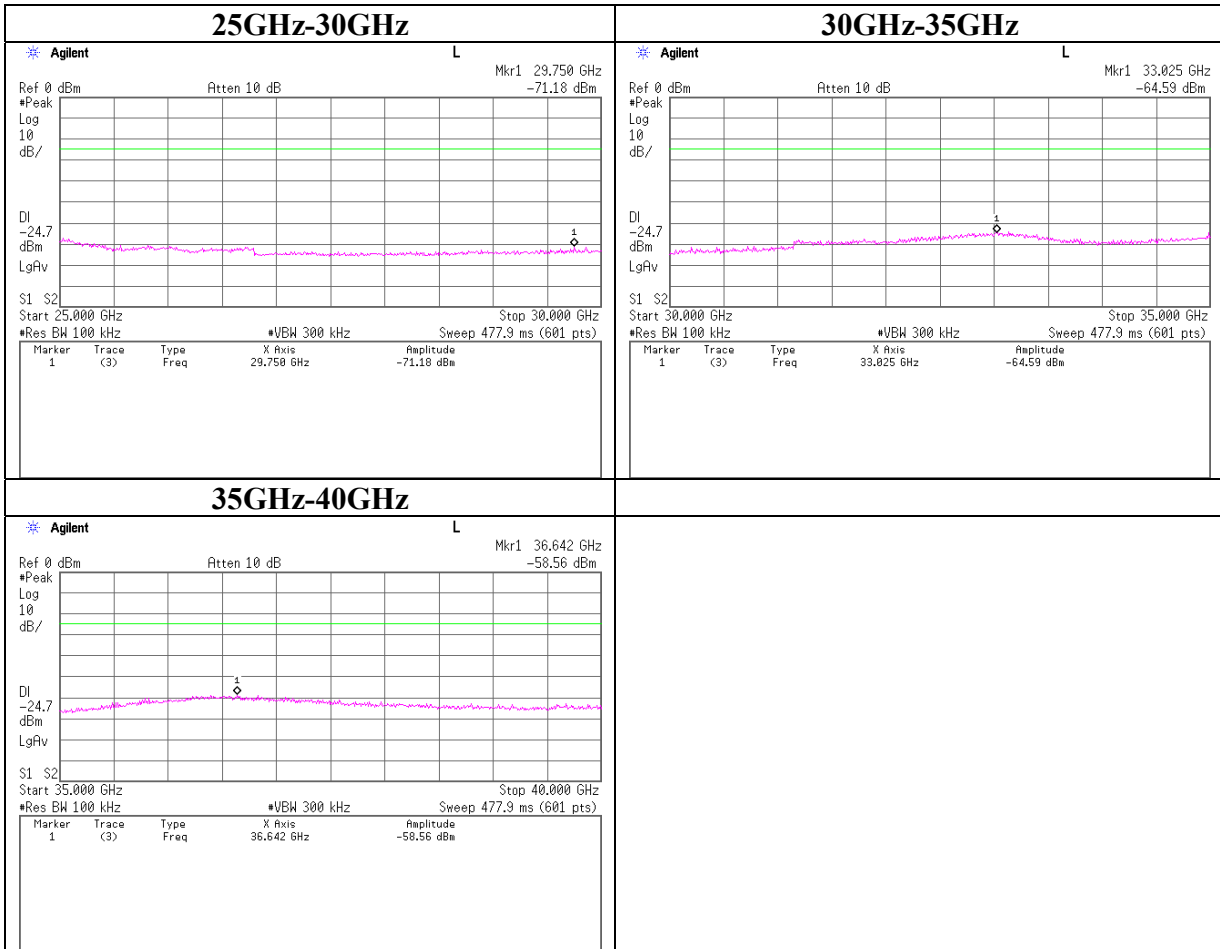 25GHz-30GHz
Agilent
L
Mkr1 29.750 GHz
Ref 0 dBm Atten 10 dB -71.18 dBm
#Peak
Log
10
dB/
1
DI
-24.7
dBm
LgAv
S1 S2
Start 25.000 GHz Stop 30.000 GHz
#Res BW 100 kHz #VBW 300 kHz Sweep 477.9 ms (601 pts)
Marker Trace Type X Axis Amplitude
1 (3) Freq 29.750 GHz -71.18 dBm
30GHz-35GHz
Agilent
L
Mkr1 33.025 GHz
Ref 0 dBm Atten 10 dB -64.59 dBm
#Peak
Log
10
dB/
1
DI
-24.7
dBm
LgAv
S1 S2
Start 30.000 GHz Stop 35.000 GHz
#Res BW 100 kHz #VBW 300 kHz Sweep 477.9 ms (601 pts)
Marker Trace Type X Axis Amplitude
1 (3) Freq 33.025 GHz -64.59 dBm
35GHz-40GHz
Agilent
L
Mkr1 36.642 GHz
Ref 0 dBm Atten 10 dB -58.56 dBm
#Peak
Log
10
dB/
1
DI
-24.7
dBm
LgAv
S1 S2
Start 35.000 GHz Stop 40.000 GHz
#Res BW 100 kHz #VBW 300 kHz Sweep 477.9 ms (601 pts)
Marker Trace Type X Axis Amplitude
1 (3) Freq 36.642 GHz -58.56 dBm